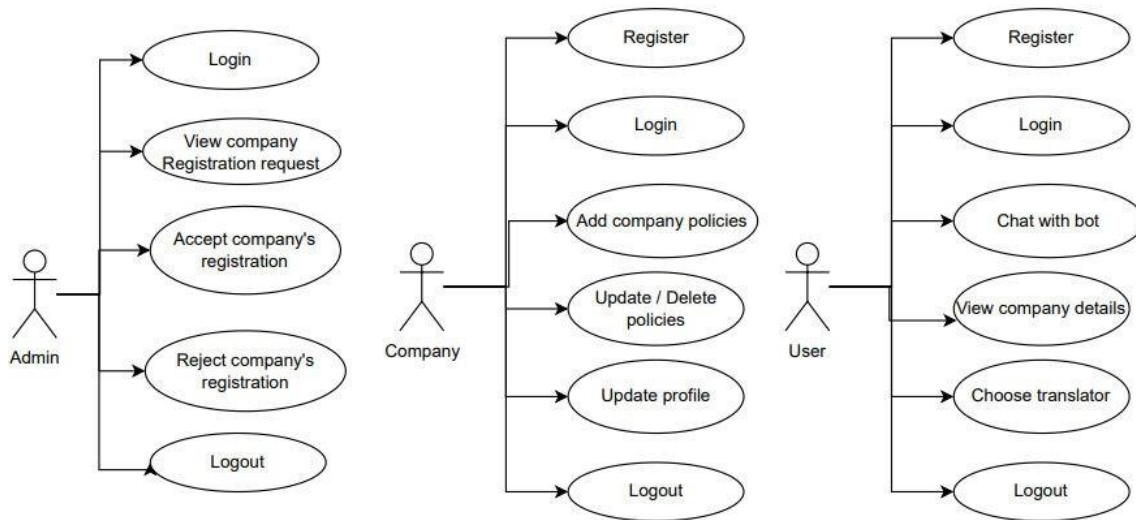 Login
View company
Registration request
Accept company's
registration
Reject company's
registration
Logout
Admin
Register
Login
Add company policies
Update / Delete
policies
Update profile
Logout
Company
Register
Login
Chat with bot
View company details
Choose translator
Logout
User